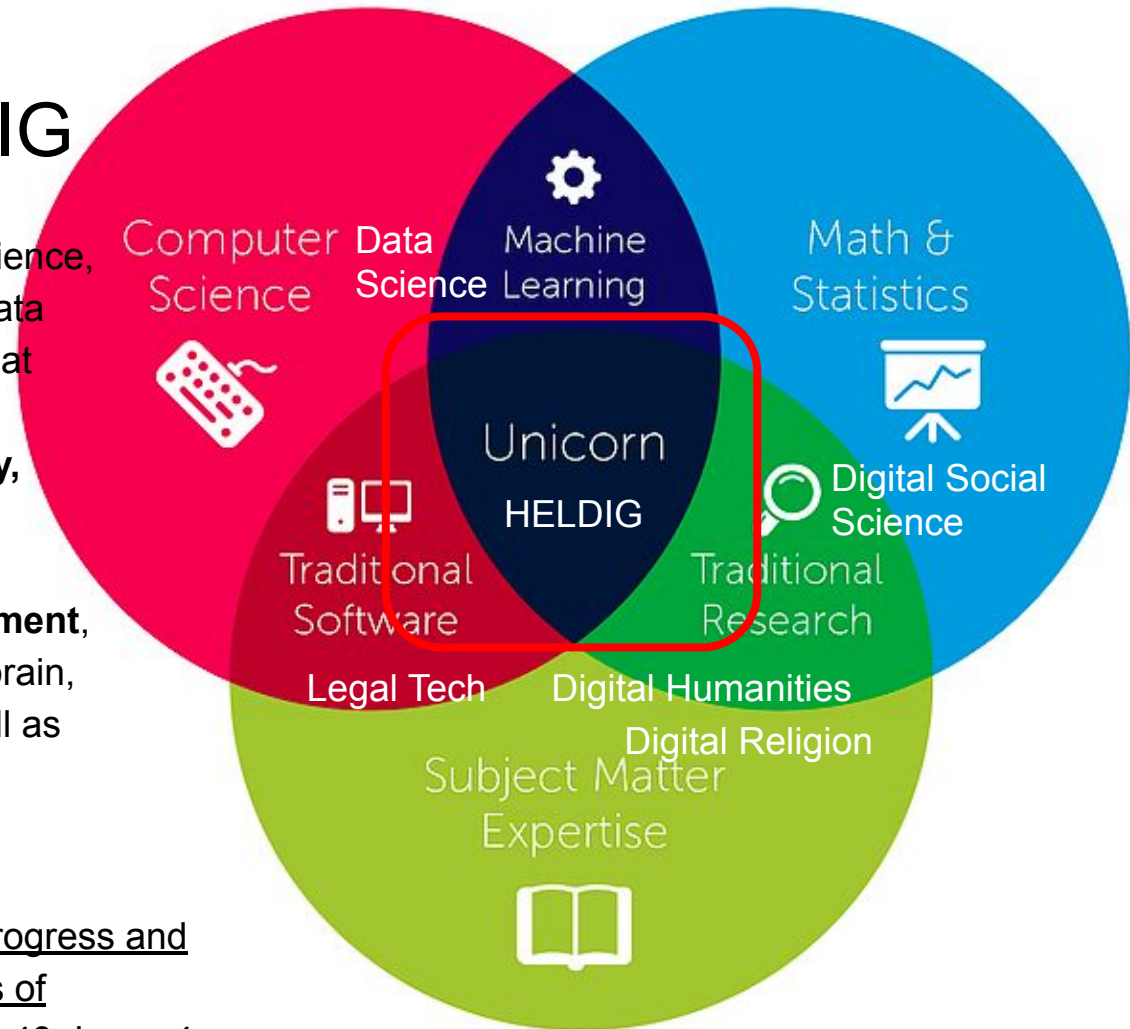 IG
ience,
ata
at
y,
ment,
rain,
ll as
rogress and
s of
Computer
Science
Data
Science
Machine
Learning
Math &
Statistics
Unicorn
HELDIG
Digital Social
Science
Traditional
Software
Traditional
Research
Legal Tech
Digital Humanities
Digital Religion
Subject Matter
Expertise